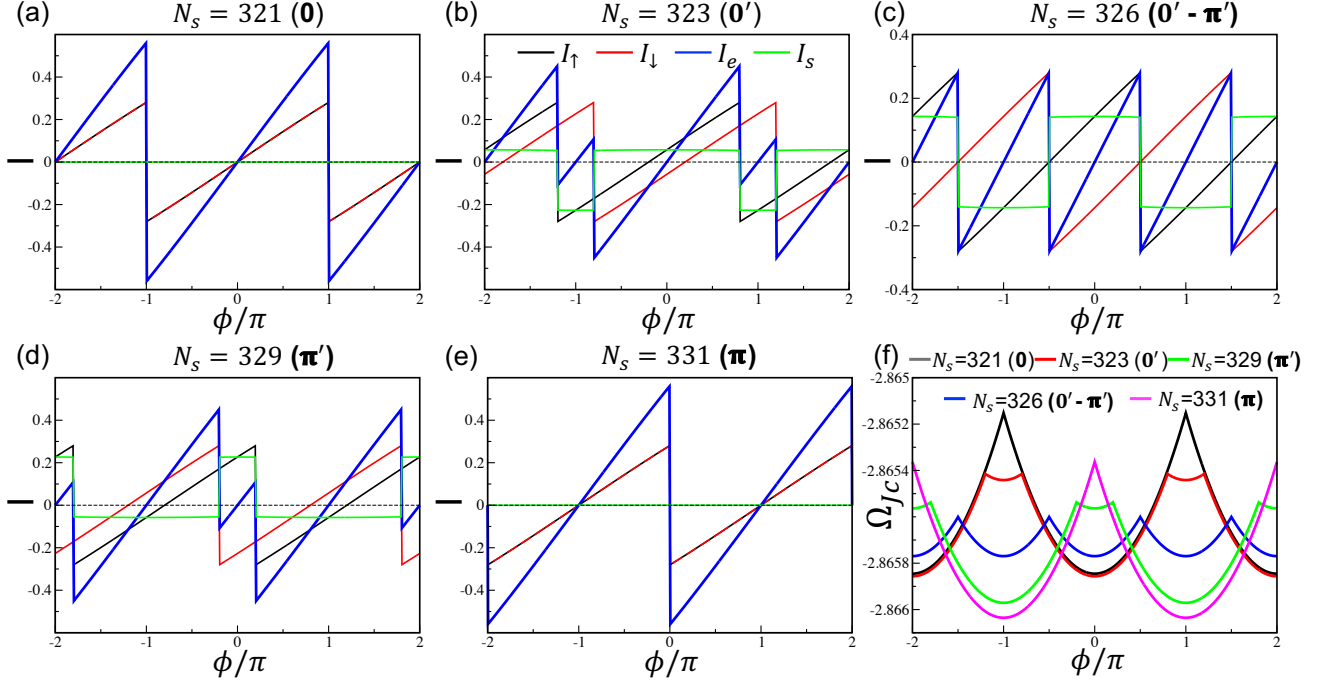 (a) N_s = 321 (0)
(b) N_s = 323 (0′)
(c) N_s = 326 (0′ - π′)
I↑ I↓ I_e I_s
I
0.4
0.2
0
-0.2
-0.4
-2 -1 0 1 2
ϕ/π
I
0.4
0.2
0
-0.2
-0.4
-2 -1 0 1 2
ϕ/π
I
0.4
0.2
0
-0.2
-0.4
-2 -1 0 1 2
ϕ/π
(d) N_s = 329 (π′)
(e) N_s = 331 (π)
(f)
I
0.4
0.2
0
-0.2
-0.4
-2 -1 0 1 2
ϕ/π
I
0.4
0.2
0
-0.2
-0.4
-2 -1 0 1 2
ϕ/π
N_s=321 (0) N_s=323 (0′) N_s=329 (π′)
N_s=326 (0′ - π′) N_s=331 (π)
Ω_Jc
-2.865
-2.8652
-2.8654
-2.8658
-2.866
-2 -1 0 1 2
ϕ/π